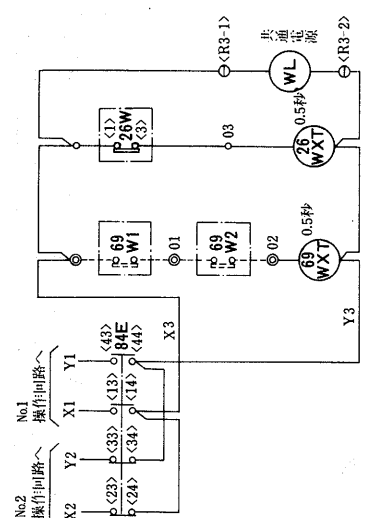 No.1
操作回路へ
No.2
操作回路へ
X2
Y2
X1
Y1
<23>
<33>
<13>
<43>
84E
<24>
<34>
<14>
<44>
X3
Y3
69
W1
01
69
W2
02
69
WXT
0.5秒
<1>
26W
<3>
03
26
WXT
0.5秒
<R3-1>
共通電源
WL
<R3-2>